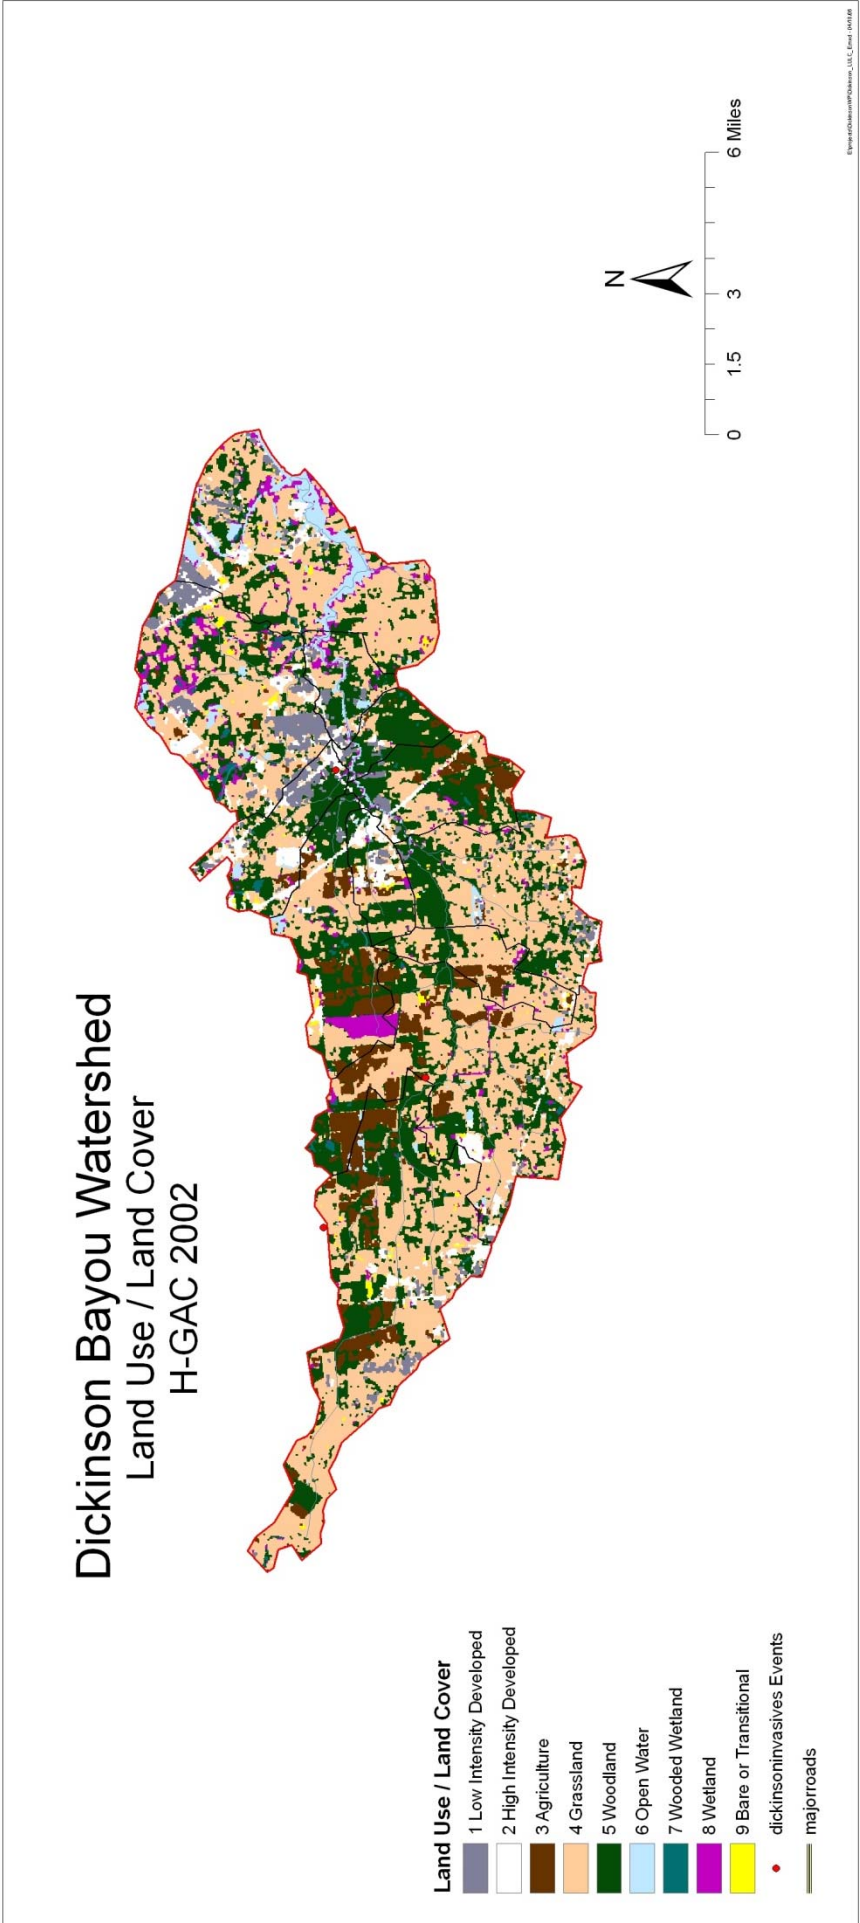 Dickinson Bayou Watershed
Land Use / Land Cover
H-GAC 2002
Land Use / Land Cover
1 Low Intensity Developed
2 High Intensity Developed
3 Agriculture
4 Grassland
5 Woodland
6 Open Water
7 Wooded Wetland
8 Wetland
9 Bare or Transitional
dickinsoninvasives Events
majorroads
N
0 1.5 3 6 Miles